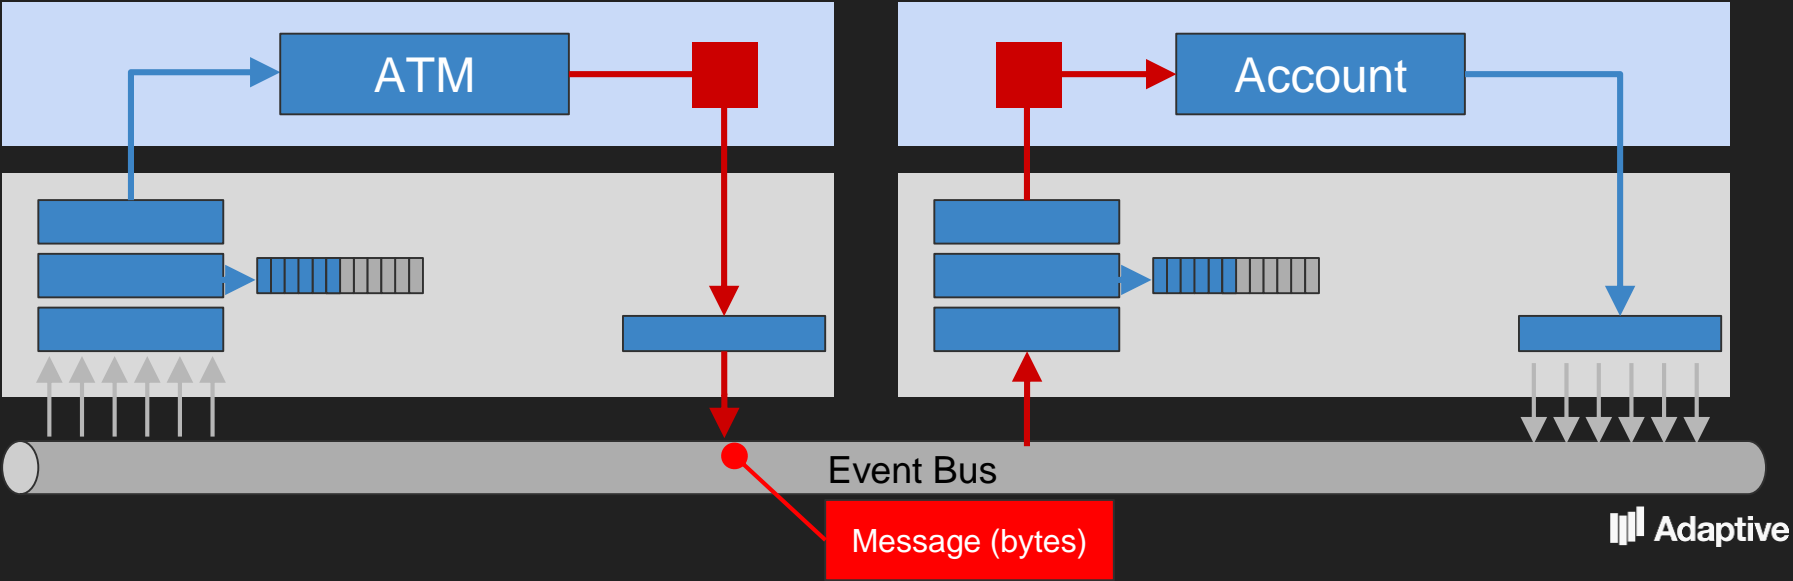 ATM
Account
Event Bus
Message (bytes)
Adaptive